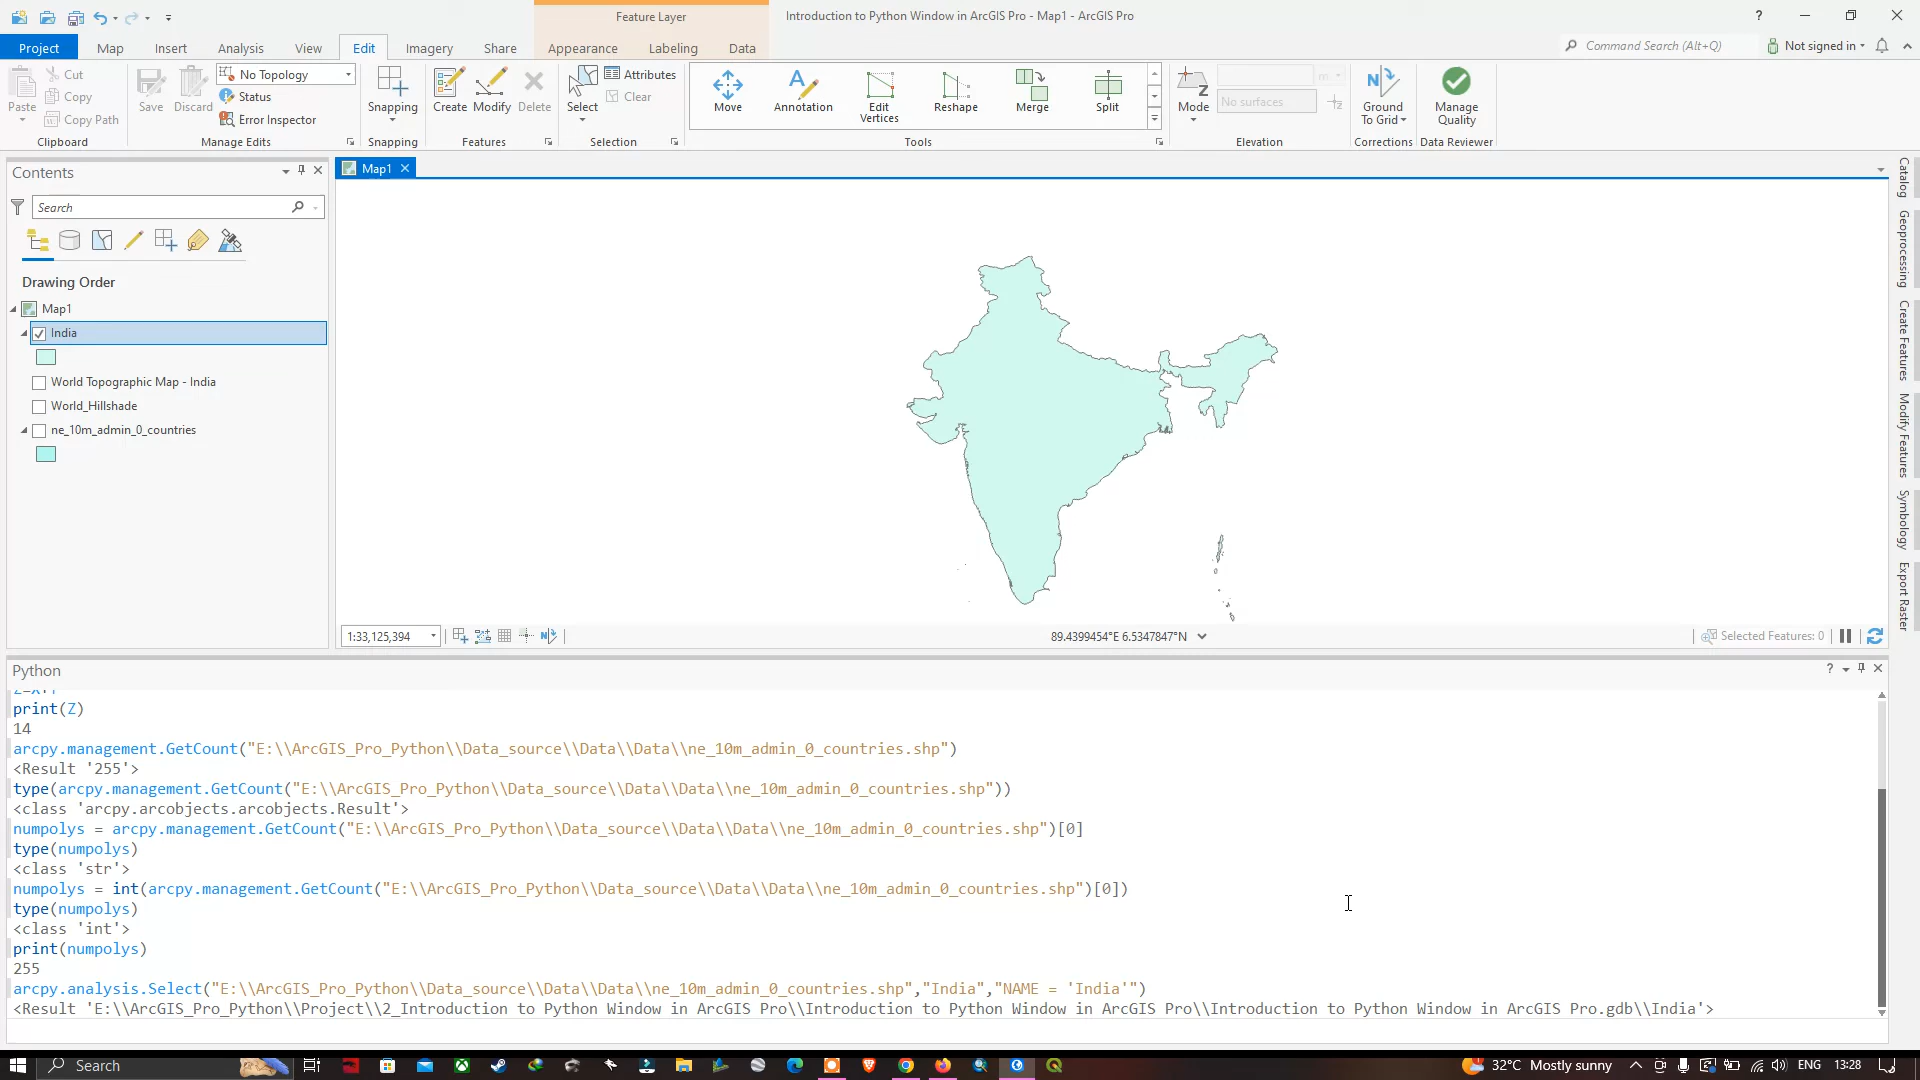 Feature Layer
Introduction to Python Window in ArcGIS Pro - Map1 - ArcGIS Pro
?
Project Map Insert Analysis View Edit Imagery Share Appearance Labeling Data
Command Search (Alt+Q)
Not signed in
Paste
Cut
Copy
Copy Path
Clipboard
Save
Discard
No Topology
Status
Error Inspector
Manage Edits
Snapping
Snapping
Create
Modify
Delete
Features
Select
Attributes
Clear
Selection
Move
Annotation
Edit
Vertices
Reshape
Merge
Split
Tools
Mode
m
No surfaces
Elevation
Ground
To Grid
Corrections
Manage
Quality
Data Reviewer
Contents
Search
Drawing Order
Map1
India
World Topographic Map - India
World_Hillshade
ne_10m_admin_0_countries
Map1
1:33,125,394
89.4399454°E 6.5347847°N
Selected Features: 0
Catalog
Geoprocessing
Create Features
Modify Features
Symbology
Export Raster
Python
?
print(Z)
14
arcpy.management.GetCount("E:\\ArcGIS_Pro_Python\\Data_source\\Data\\Data\\ne_10m_admin_0_countries.shp")
<Result '255'>
type(arcpy.management.GetCount("E:\\ArcGIS_Pro_Python\\Data_source\\Data\\Data\\ne_10m_admin_0_countries.shp"))
<class 'arcpy.arcobjects.arcobjects.Result'>
numpolys = arcpy.management.GetCount("E:\\ArcGIS_Pro_Python\\Data_source\\Data\\Data\\ne_10m_admin_0_countries.shp")[0]
type(numpolys)
<class 'str'>
numpolys = int(arcpy.management.GetCount("E:\\ArcGIS_Pro_Python\\Data_source\\Data\\Data\\ne_10m_admin_0_countries.shp")[0])
type(numpolys)
<class 'int'>
print(numpolys)
255
arcpy.analysis.Select("E:\\ArcGIS_Pro_Python\\Data_source\\Data\\Data\\ne_10m_admin_0_countries.shp","India","NAME = 'India'")
<Result 'E:\\ArcGIS_Pro_Python\\Project\\2_Introduction to Python Window in ArcGIS Pro\\Introduction to Python Window in ArcGIS Pro\\Introduction to Python Window in ArcGIS Pro.gdb\\India'>
Search
32°C Mostly sunny
ENG
13:28